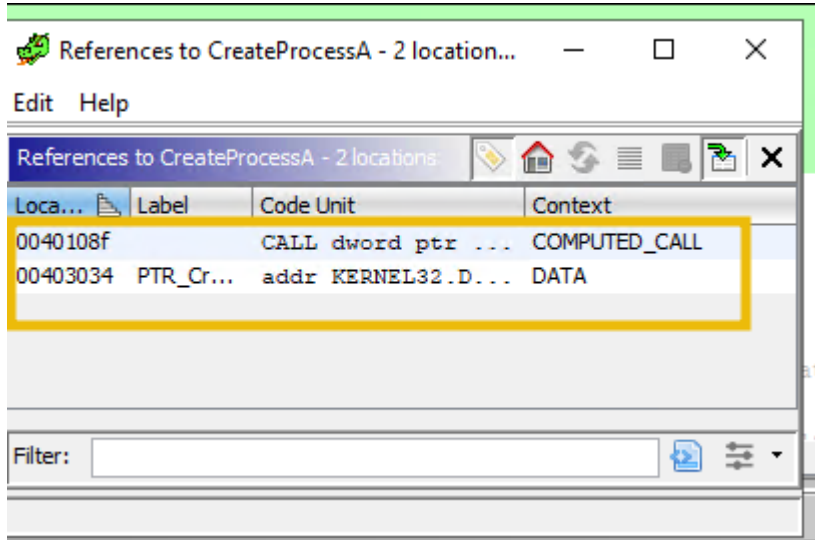 References to CreateProcessA - 2 location...
Edit Help
References to CreateProcessA - 2 locations
Loca... Label Code Unit Context
0040108f CALL dword ptr ... COMPUTED_CALL
00403034 PTR_Cr... addr KERNEL32.D... DATA
Filter: